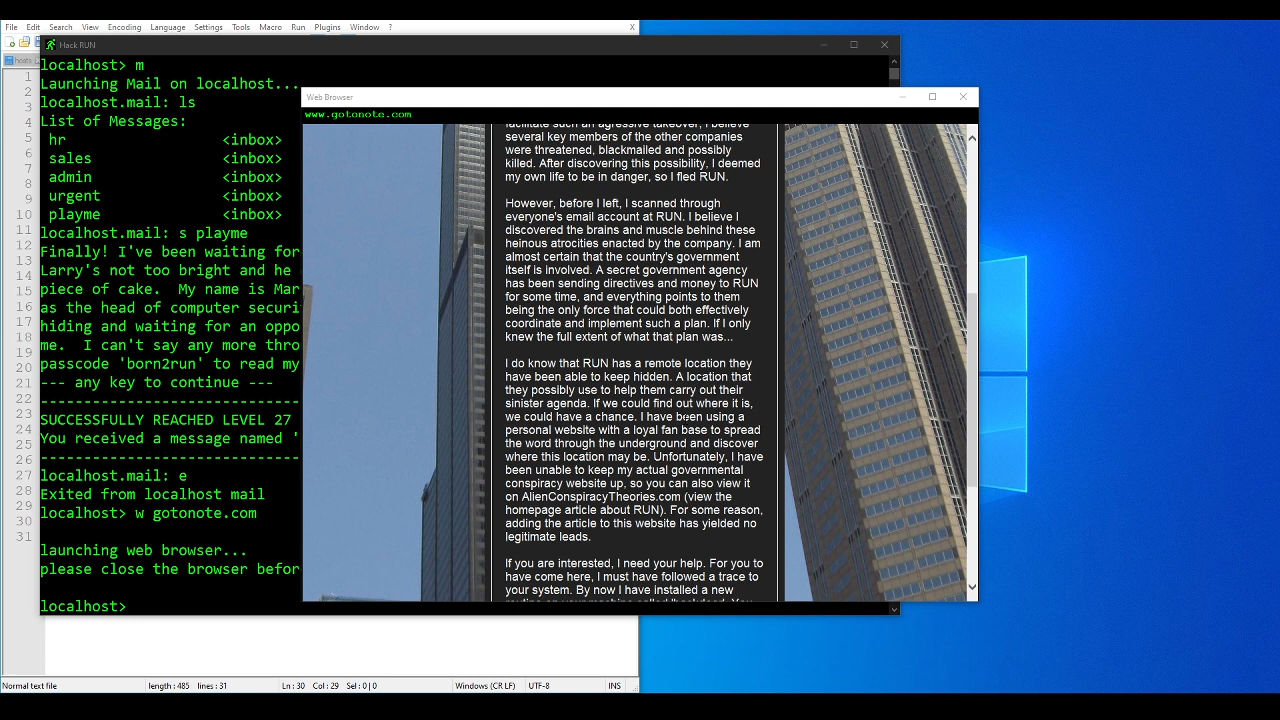 File Edit Search View Encoding Language Settings Tools Macro Run Plugins Window ? X
Hack RUN
hosts
1
2
3
4
5
6
7
8
9
10
11
12
13
14
15
16
17
18
19
20
21
22
23
24
25
26
27
28
29
30
31
localhost> m
Launching Mail on localhost...
localhost.mail: ls
List of Messages:
hr <inbox>
sales <inbox>
admin <inbox>
urgent <inbox>
playme <inbox>
localhost.mail: s playme
Finally! I've been waiting for
Larry's not too bright and he
piece of cake. My name is Mar
as the head of computer securi
hiding and waiting for an oppo
me. I can't say any more thro
passcode 'born2run' to read my
--- any key to continue ---
------------------------------
SUCCESSFULLY REACHED LEVEL 27
You received a message named '
------------------------------
localhost.mail: e
Exited from localhost mail
localhost> w gotonote.com
launching web browser...
please close the browser befor
localhost>
Web Browser
www.gotonote.com
facilitate such an agressive takeover, I believe
several key members of the other companies
were threatened, blackmailed and possibly
killed. After discovering this possibility, I deemed
my own life to be in danger, so I fled RUN.
However, before I left, I scanned through
everyone's email account at RUN. I believe I
discovered the brains and muscle behind these
heinous atrocities enacted by the company. I am
almost certain that the country's government
itself is involved. A secret government agency
has been sending directives and money to RUN
for some time, and everything points to them
being the only force that could both effectively
coordinate and implement such a plan. If I only
knew the full extent of what that plan was...
I do know that RUN has a remote location they
have been able to keep hidden. A location that
they possibly use to help them carry out their
sinister agenda. If we could find out where it is,
we could have a chance. I have been using a
personal website with a loyal fan base to spread
the word through the underground and discover
where this location may be. Unfortunately, I have
been unable to keep my actual governmental
conspiracy website up, so you can also view it
on AlienConspiracyTheories.com (view the
homepage article about RUN). For some reason,
adding the article to this website has yielded no
legitimate leads.
If you are interested, I need your help. For you to
have come here, I must have followed a trace to
your system. By now I have installed a new
Normal text file length : 485 lines : 31 Ln : 30 Col : 29 Sel : 0 | 0 Windows (CR LF) UTF-8 INS